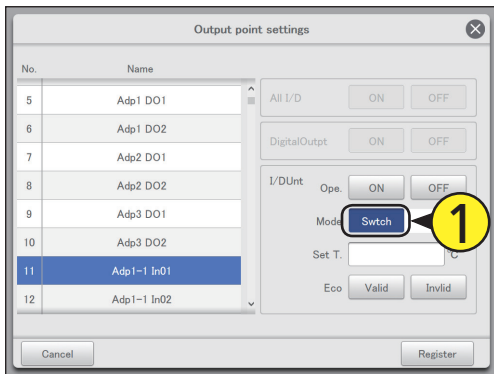 Output point settings
No. Name
5 Adp1 DO1
6 Adp1 DO2
7 Adp2 DO1
8 Adp2 DO2
9 Adp3 DO1
10 Adp3 DO2
11 Adp1-1 In01
12 Adp1-1 In02
All I/D ON OFF
DigitalOutpt ON OFF
I/DUnt Ope. ON OFF
Mode Swtch 1
Set T. °C
Eco Valid Invlid
Cancel Register